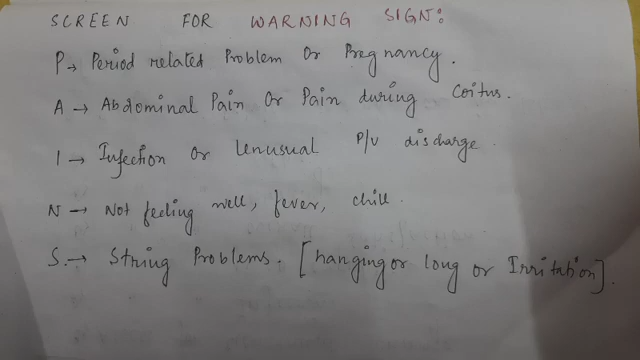 SCREEN FOR WARNING SIGN:
P → Period related Problem Or Pregnancy.
A → Abdominal Pain Or Pain during Coitus.
I → Infection or Unusual P/V discharge.
N → Not feeling well, fever, chill.
S. → String Problems. [hanging or long or Irritation].